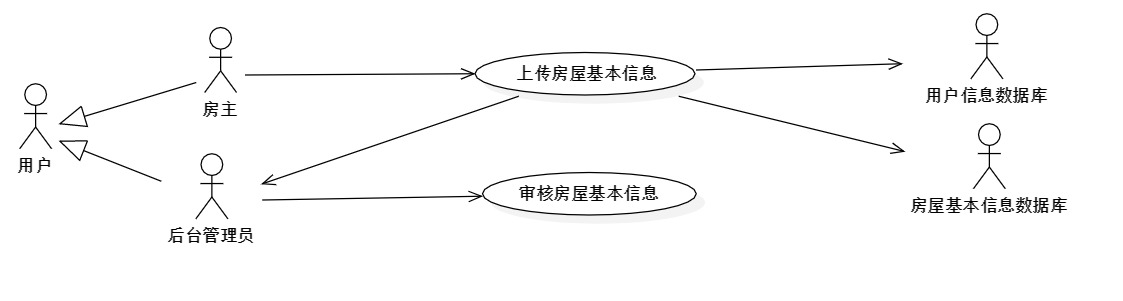 用户
房主
后台管理员
上传房屋基本信息
审核房屋基本信息
用户信息数据库
房屋基本信息数据库